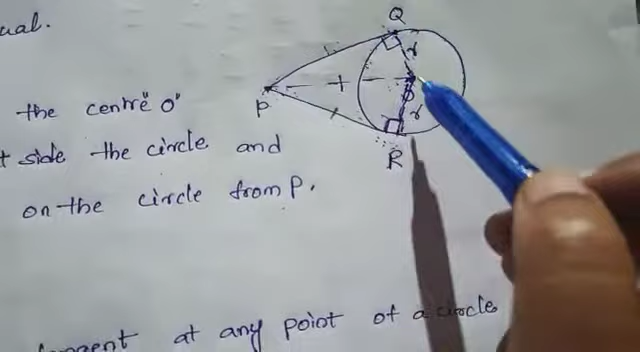 ual.
Q
r
the centre "O"
P
O
r
t side the circle and
R
on the circle from P.
tangent at any point of a circle